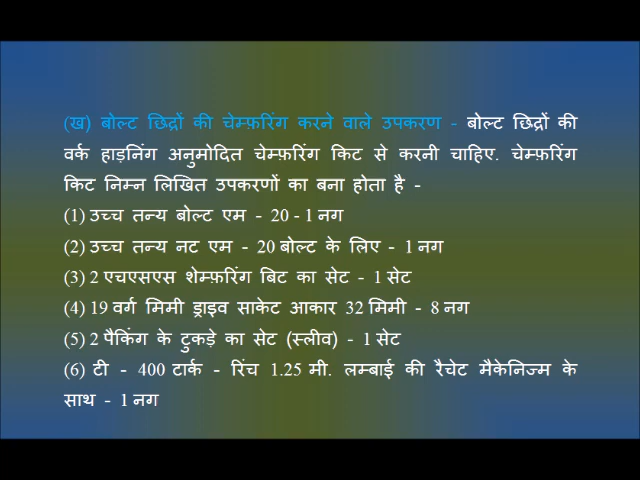 (ख) बोल्ट छिद्रों की चेम्फ़रिंग करने वाले उपकरण - बोल्ट छिद्रों की
वर्क हाड़निंग अनुमोदित चेम्फ़रिंग किट से करनी चाहिए. चेम्फ़रिंग
किट निम्न लिखित उपकरणों का बना होता है -
(1) उच्च तन्य बोल्ट एम - 20 - 1 नग
(2) उच्च तन्य नट एम - 20 बोल्ट के लिए - 1 नग
(3) 2 एचएसएस शेम्फ़रिंग बिट का सेट - 1 सेट
(4) 19 वर्ग मिमी ड्राइव साकेट आकार 32 मिमी - 8 नग
(5) 2 पैकिंग के टुकड़े का सेट (स्लीव) - 1 सेट
(6) टी - 400 टार्क - रिंच 1.25 मी. लम्बाई की रैचेट मैकेनिज्म के
साथ - 1 नग